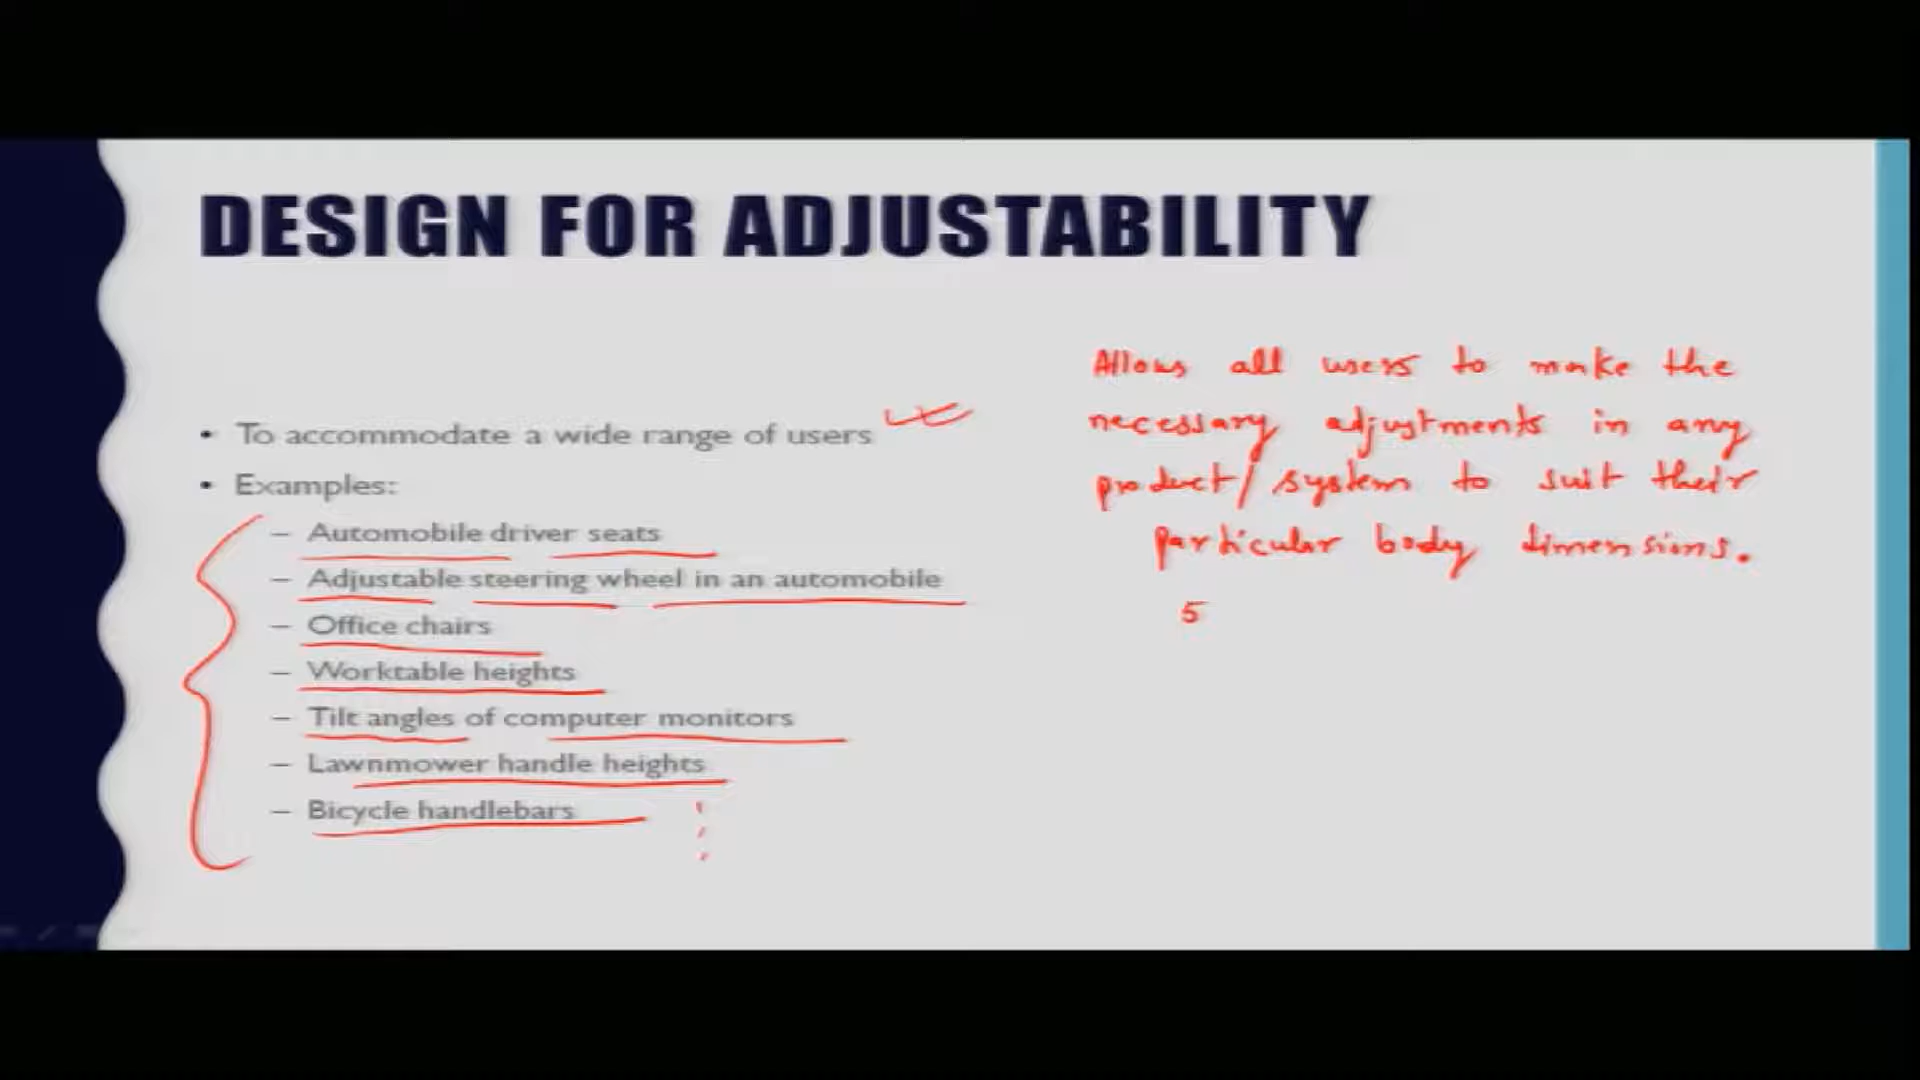 DESIGN FOR ADJUSTABILITY
• To accommodate a wide range of users
• Examples:
– Automobile driver seats
– Adjustable steering wheel in an automobile
– Office chairs
– Worktable heights
– Tilt angles of computer monitors
– Lawnmower handle heights
– Bicycle handlebars
Allows all users to make the
necessary adjustments in any
product/system to suit their
particular body dimensions.
5